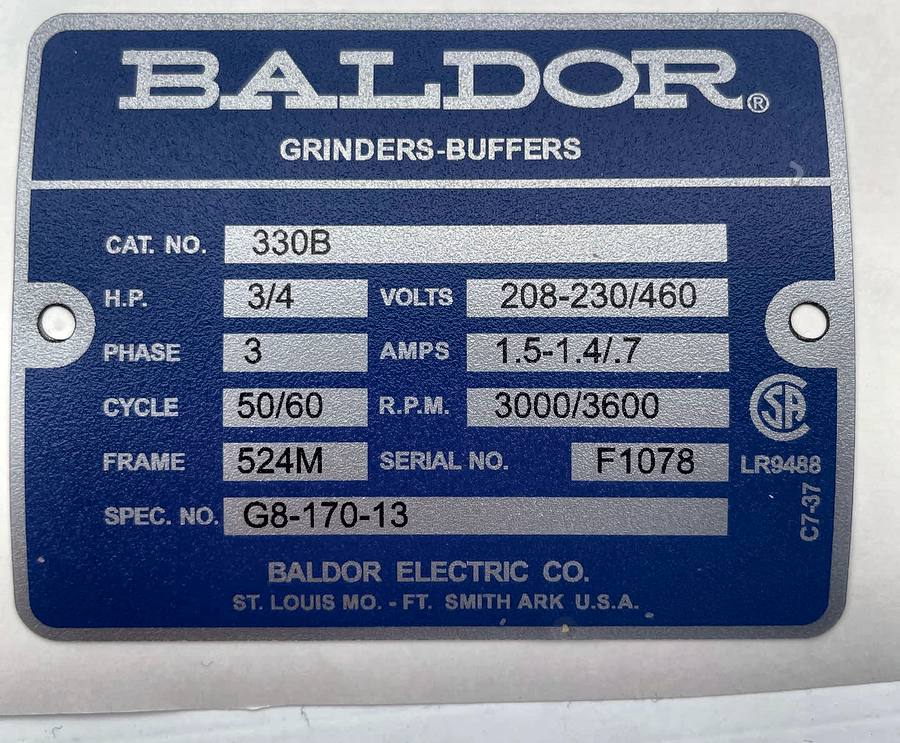 BALDOR®
GRINDERS-BUFFERS
CAT. NO. 330B
H.P. 3/4 VOLTS 208-230/460
PHASE 3 AMPS 1.5-1.4/.7
CYCLE 50/60 R.P.M. 3000/3600
SA
FRAME 524M SERIAL NO. F1078 LR9488
SPEC. NO. G8-170-13
C7-37
BALDOR ELECTRIC CO.
ST. LOUIS MO. - FT. SMITH ARK U.S.A.